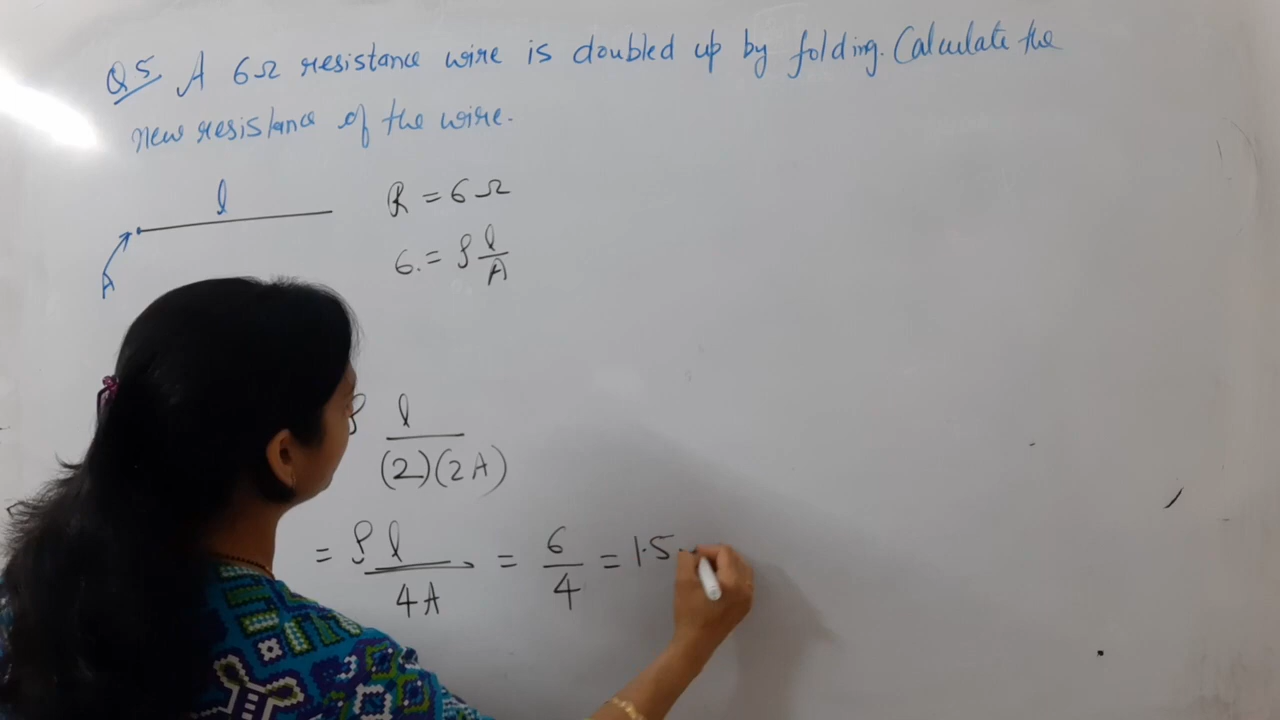 Q5 A 6Ω resistance wire is doubled up by folding. Calculate the
new resistance of the wire.
l
R = 6Ω
A
6 = ρ l/A
ρ l/(2)(2A)
= ρl/4A = 6/4 = 1.5